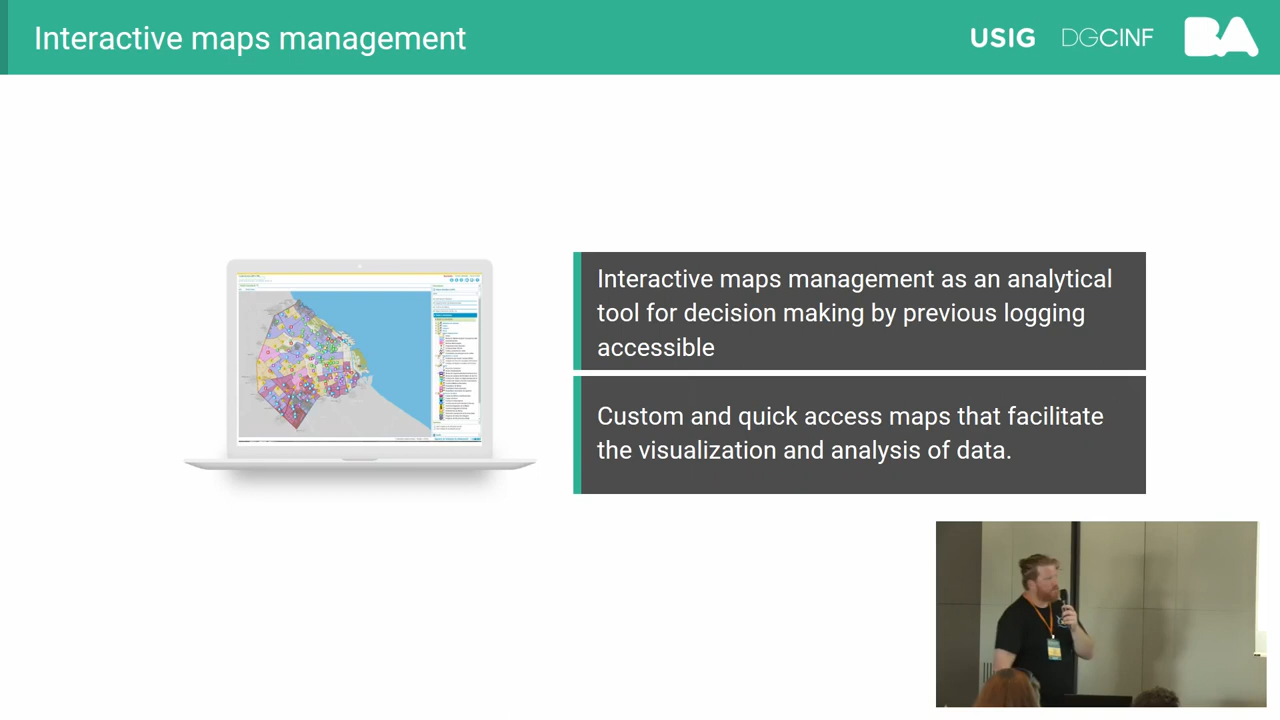 Interactive maps management
USIG
DGCINF
BA
Interactive maps management as an analytical
tool for decision making by previous logging
accessible
Custom and quick access maps that facilitate
the visualization and analysis of data.